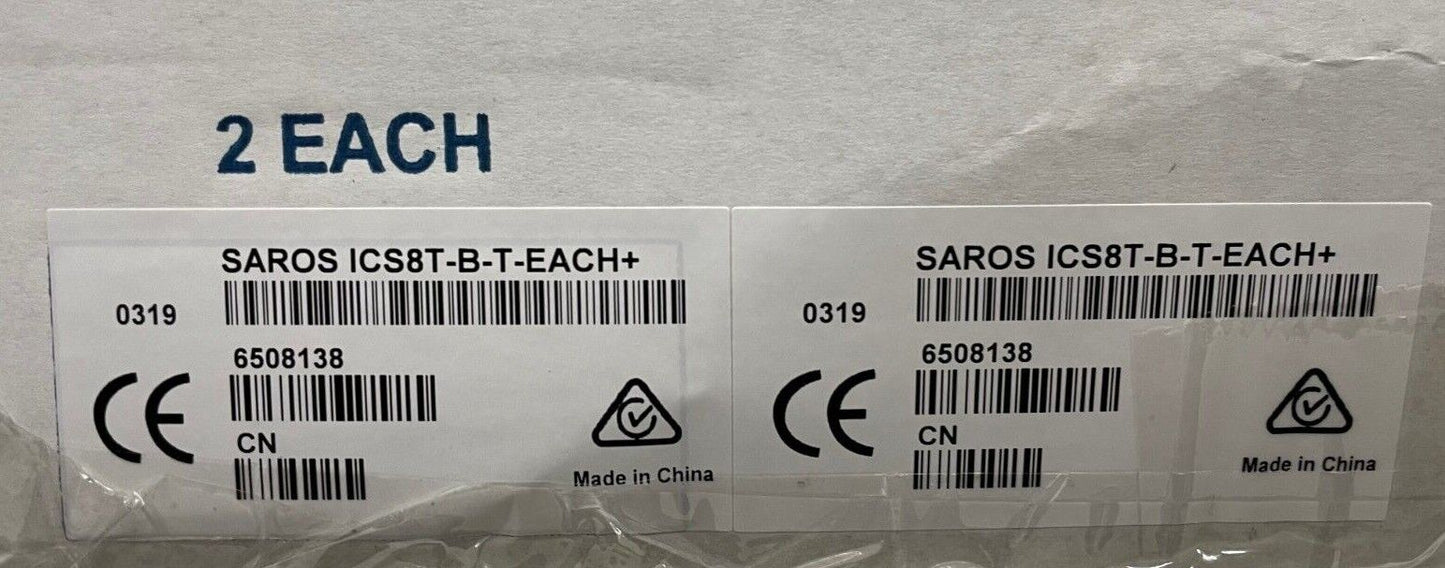 2 EACH
SAROS ICS8T-B-T-EACH+
0319
6508138
CE
CN
Made in China
SAROS ICS8T-B-T-EACH+
0319
6508138
CE
CN
Made in China